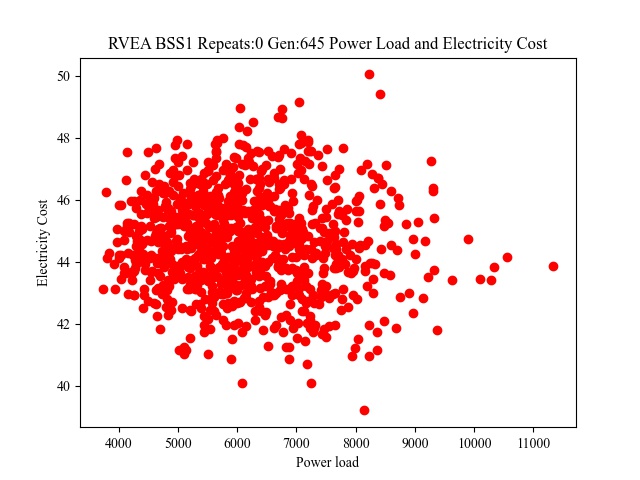 RVEA BSS1 Repeats:0 Gen:645 Power Load and Electricity Cost
50
48
46
44
42
40
Electricity Cost
4000 5000 6000 7000 8000 9000 10000 11000
Power load